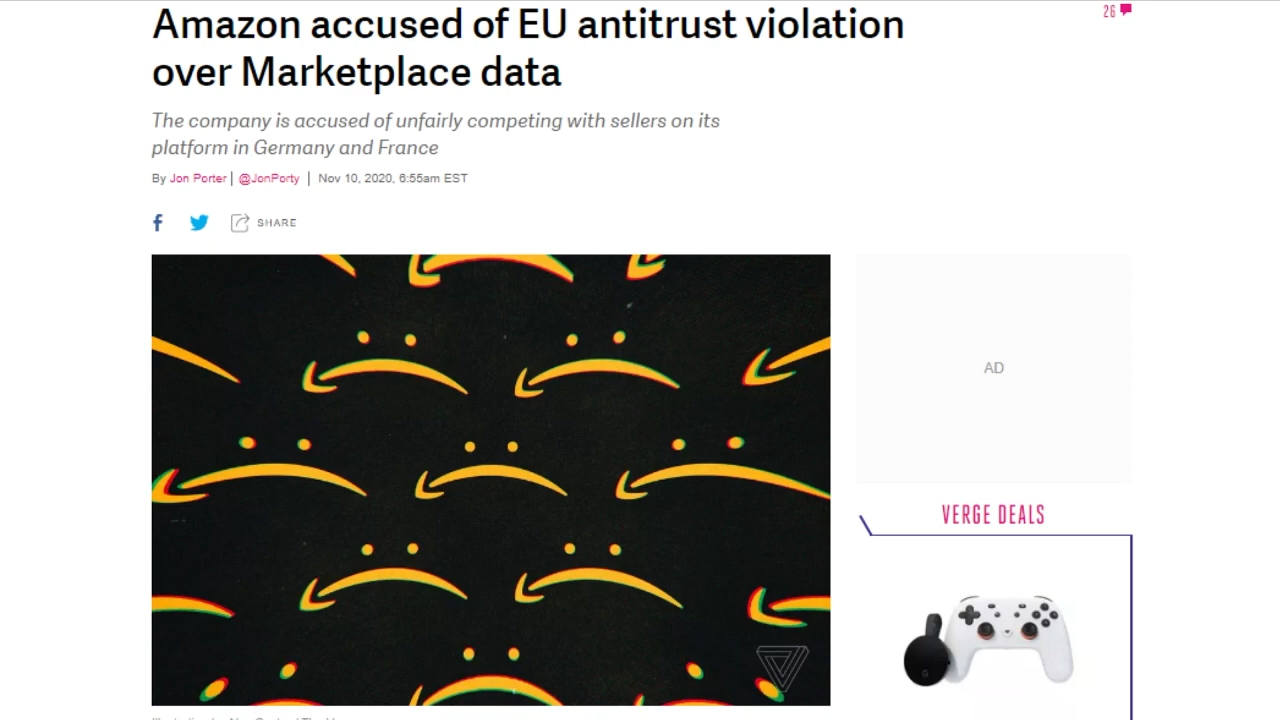 Amazon accused of EU antitrust violation
26
over Marketplace data
The company is accused of unfairly competing with sellers on its
platform in Germany and France
By Jon Porter | @JonPorty | Nov 10, 2020, 6:55am EST
SHARE
AD
VERGE DEALS